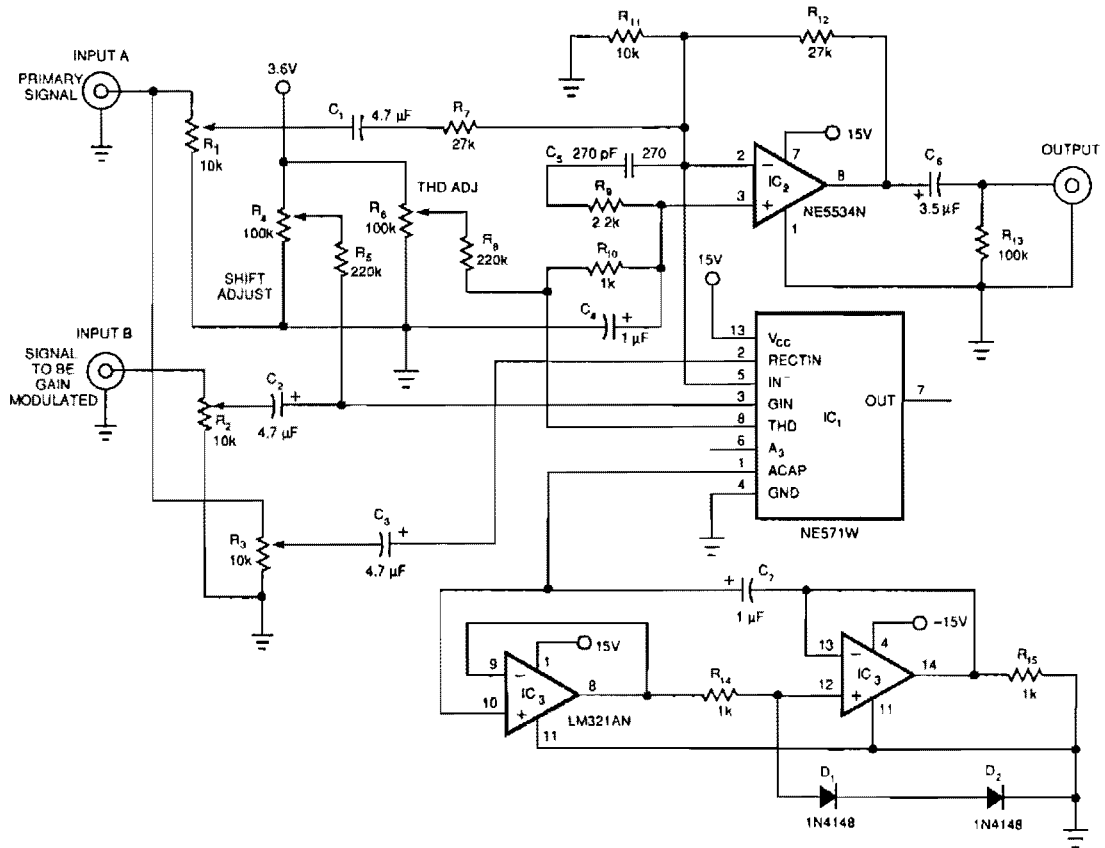 INPUT A
PRIMARY
SIGNAL
R1
10k
3.6V
C1 4.7 µF
R7
27k
R11
10k
R12
27k
R4
100k
SHIFT
ADJUST
R5
220k
THD ADJ
R6
100k
R8
220k
C5 270 pF 270
R9
2.2k
R10
1k
C4 +
1 µF
2 −
3 +
7
15V
IC2
1
8
NE5534N
C6
+
3.5 µF
R13
100k
OUTPUT
INPUT B
SIGNAL
TO BE
GAIN
MODULATED
R2
10k
C2 +
4.7 µF
R3
10k
C3 +
4.7 µF
15V
13 VCC
2 RECTIN
5 IN−
3 GIN
8 THD
6 A3
1 ACAP
4 GND
IC1
OUT 7
NE571W
+ C7
1 µF
9 −
10 +
1
15V
IC3
8
11
LM321AN
R14
1k
13 −
12 +
4
−15V
IC3
14
11
R15
1k
D1
1N4148
D2
1N4148